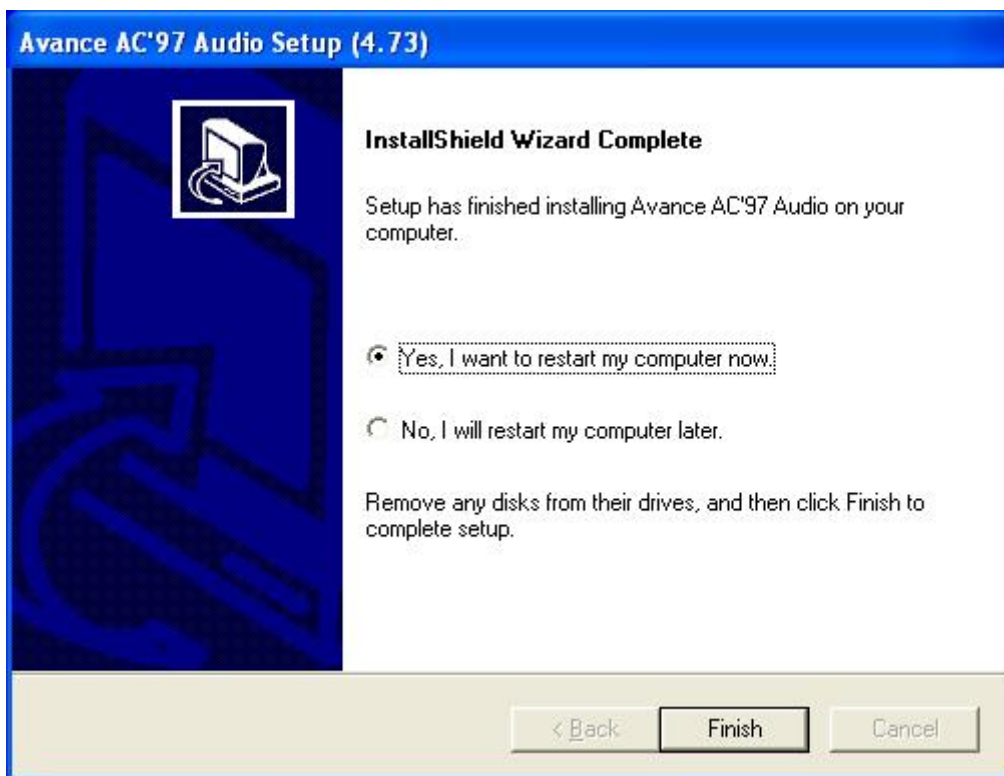 Avance AC'97 Audio Setup (4.73)
InstallShield Wizard Complete
Setup has finished installing Avance AC'97 Audio on your
computer.
Yes, I want to restart my computer now.
No, I will restart my computer later.
Remove any disks from their drives, and then click Finish to
complete setup.
< Back Finish Cancel